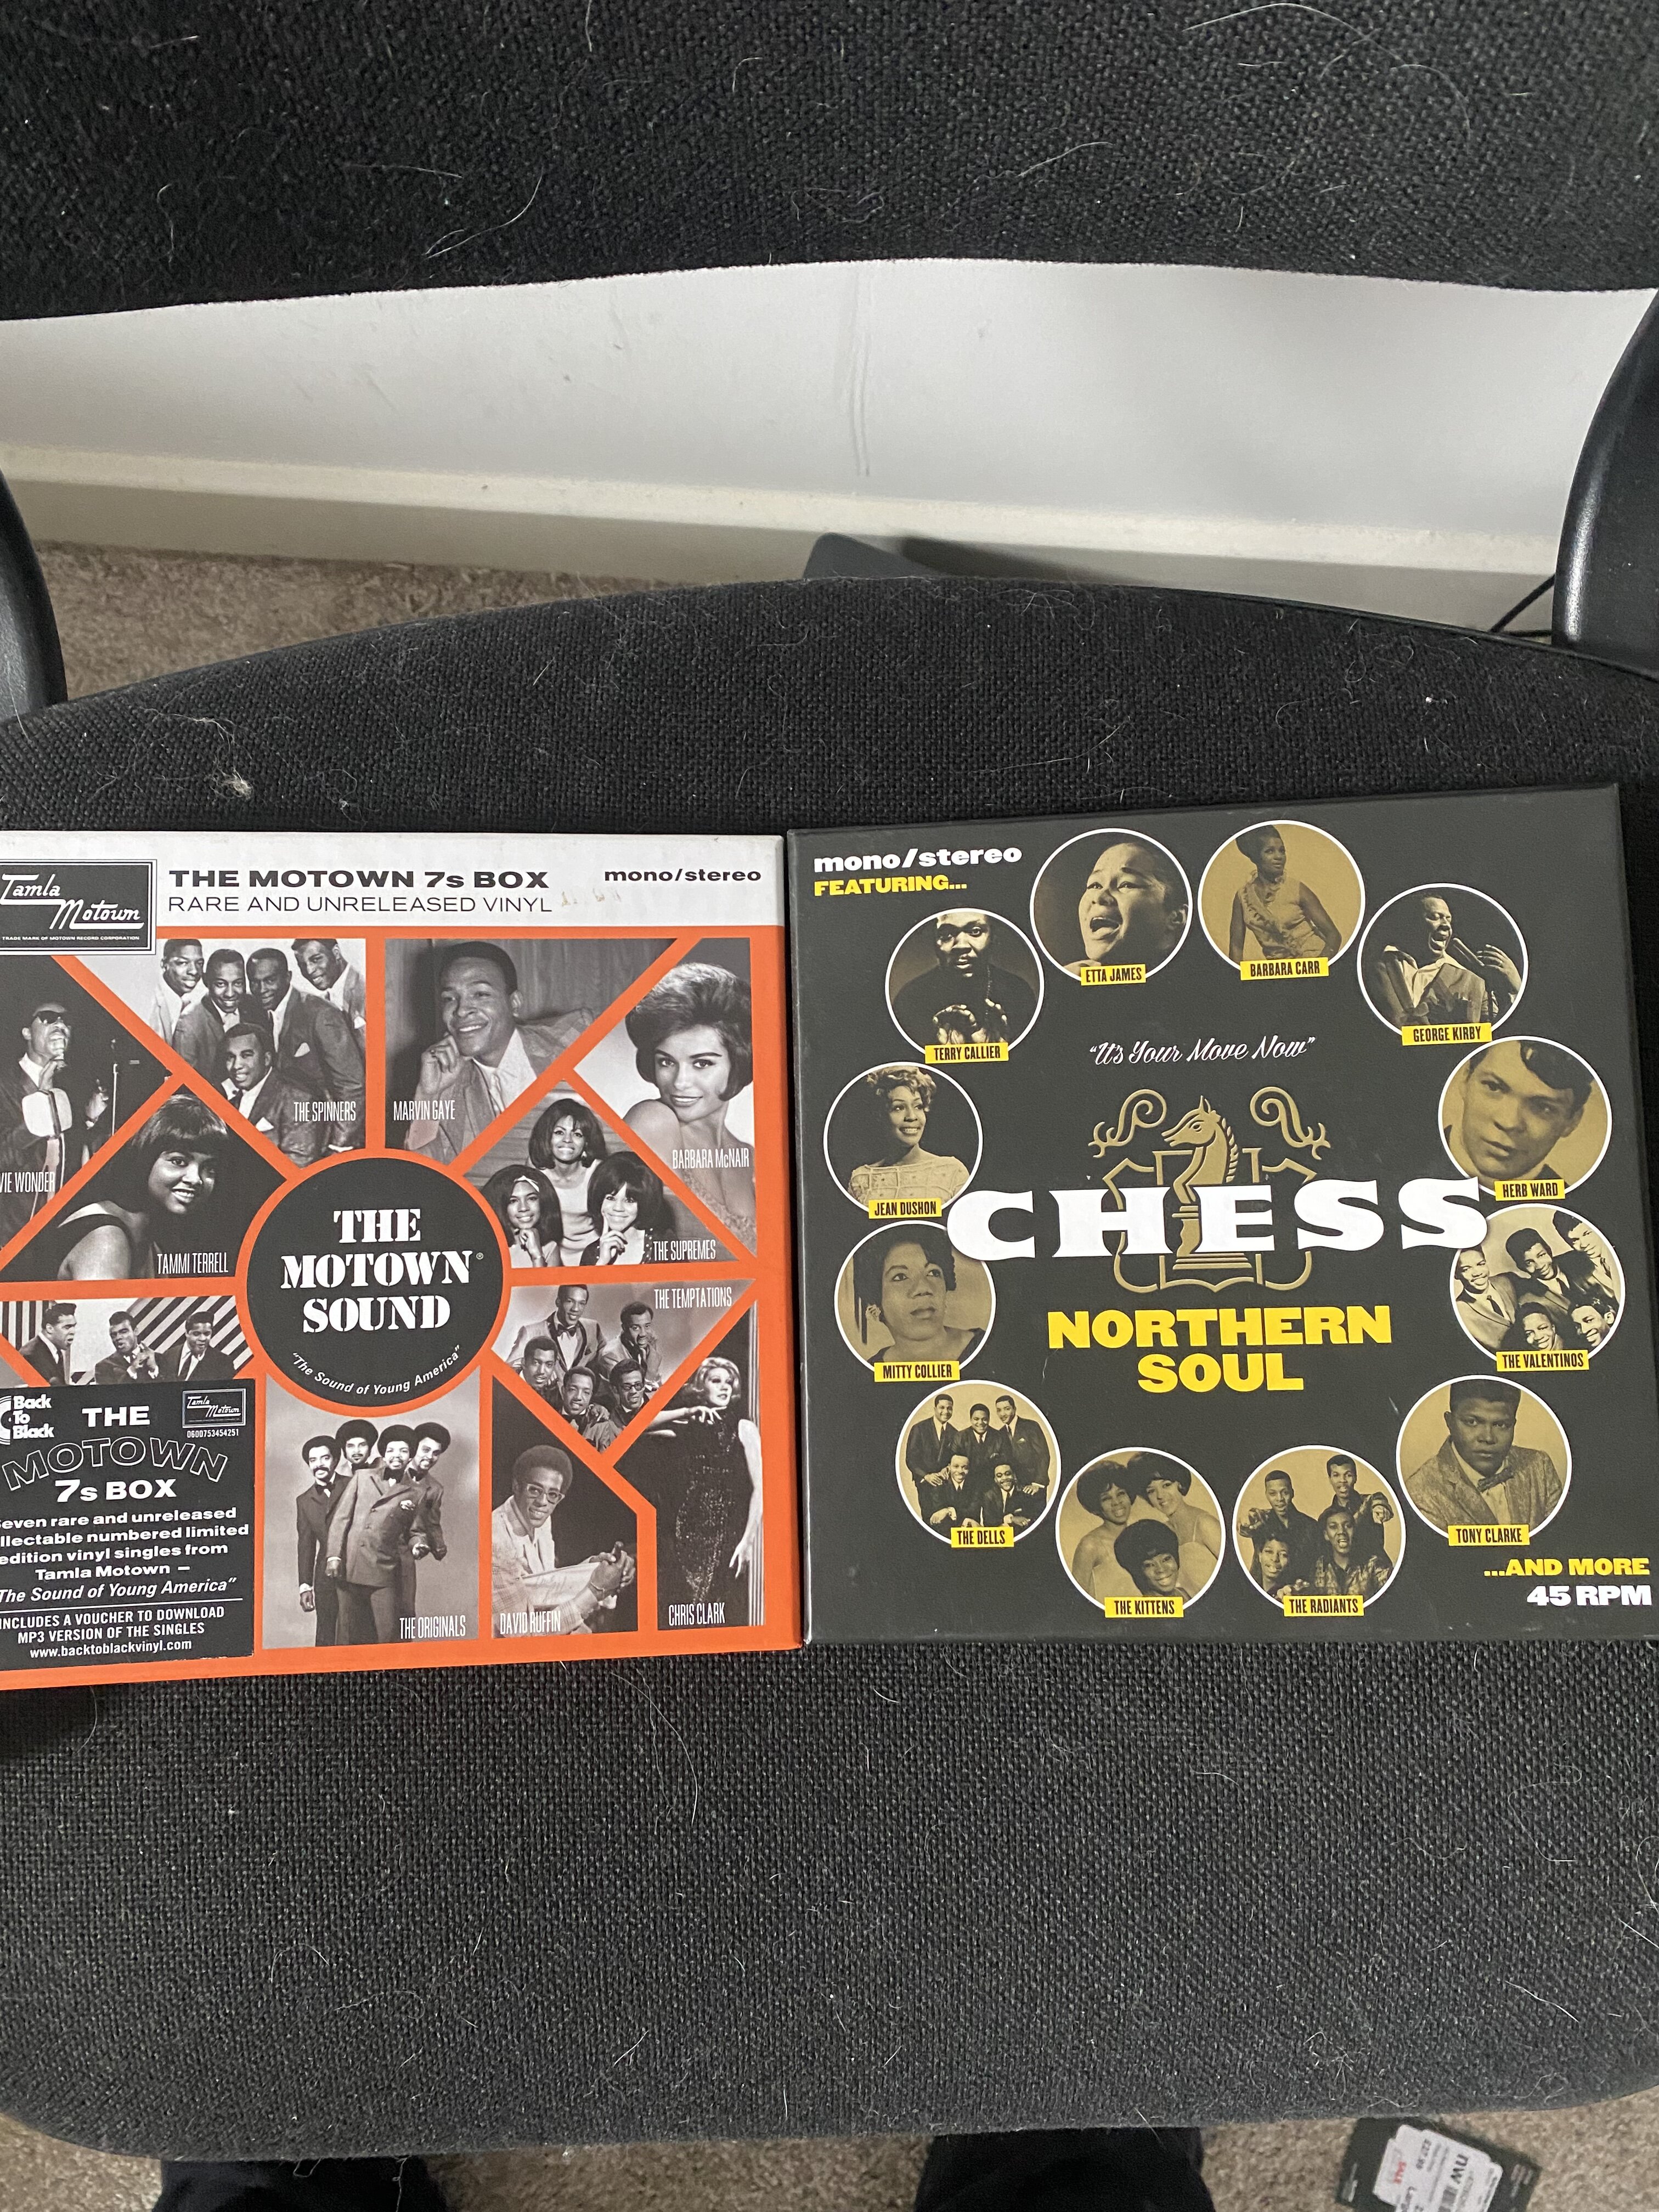 Tamla
Motown
TRADE MARK OF MOTOWN RECORD CORPORATION
THE MOTOWN 7s BOX
RARE AND UNRELEASED VINYL
mono/stereo
THE SPINNERS
MARVIN GAYE
BARBARA McNAIR
VIE WONDER
TAMMI TERRELL
THE SUPREMES
THE
MOTOWN®
SOUND
"The Sound of Young America"
THE TEMPTATIONS
THE ORIGINALS
DAVID RUFFIN
CHRIS CLARK
Back
To
Black
THE
MOTOWN
7s BOX
Tamla
Motown
0600753454251
even rare and unreleased
llectable numbered limited
edition vinyl singles from
Tamla Motown –
The Sound of Young America"
INCLUDES A VOUCHER TO DOWNLOAD
MP3 VERSION OF THE SINGLES
www.backtoblackvinyl.com
mono/stereo
FEATURING...
ETTA JAMES
BARBARA CARR
TERRY CALLIER
GEORGE KIRBY
"It's Your Move Now"
JEAN DUSHON
HERB WARD
CHESS
NORTHERN
SOUL
MITTY COLLIER
THE VALENTINOS
THE DELLS
TONY CLARKE
THE KITTENS
THE RADIANTS
...AND MORE
45 RPM
nw
SALE